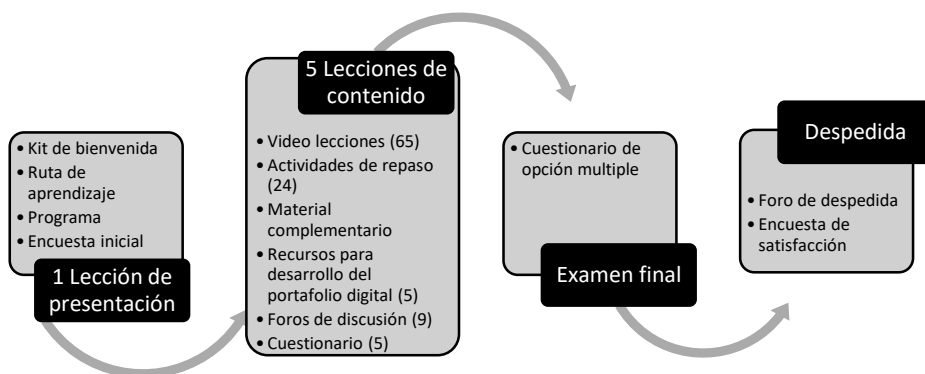 • Kit de bienvenida
• Ruta de
aprendizaje
• Programa
• Encuesta inicial
1 Lección de
presentación
5 Lecciones de
contenido
• Video lecciones (65)
• Actividades de repaso
(24)
• Material
complementario
• Recursos para
desarrollo del
portafolio digital (5)
• Foros de discusión (9)
• Cuestionario (5)
• Cuestionario de
opción multiple
Examen final
Despedida
• Foro de despedida
• Encuesta de
satisfacción